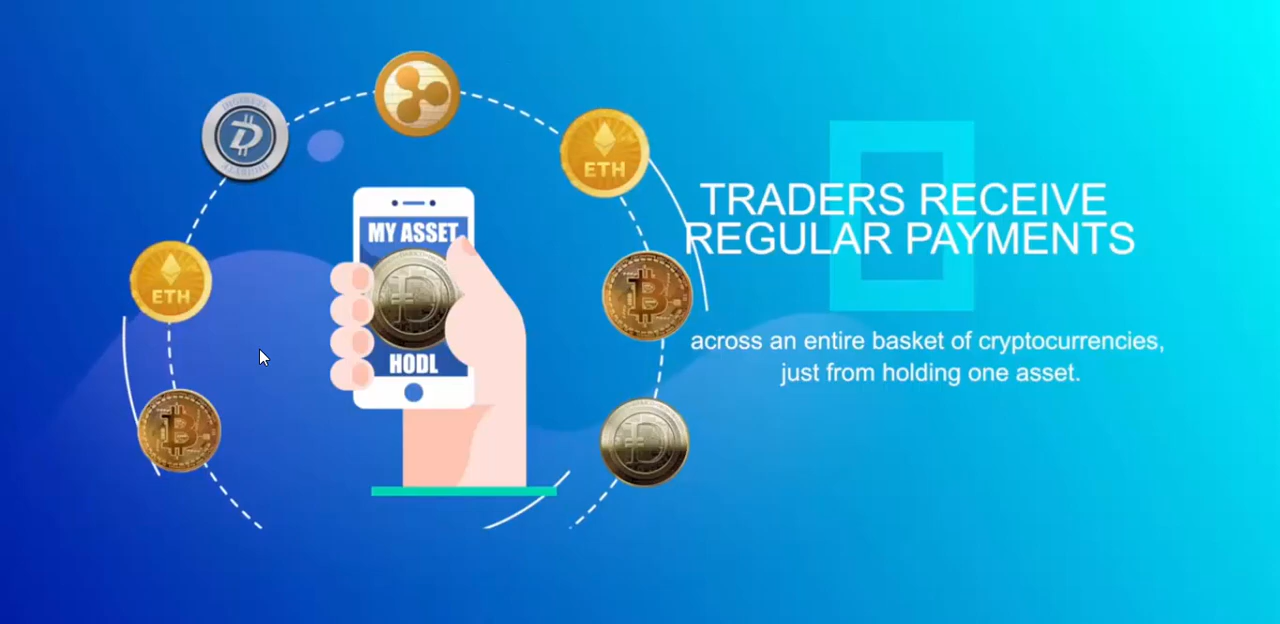 DIGIBYTE
ETH
ETH
MY ASSET
HODL
TRADERS RECEIVE
REGULAR PAYMENTS
across an entire basket of cryptocurrencies,
just from holding one asset.